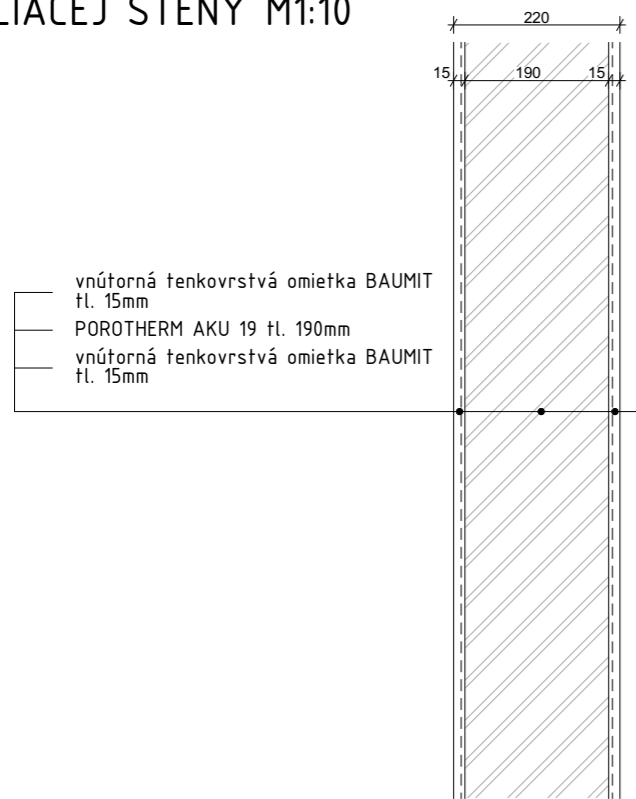 STENY M1:10
220
15 190 15
vnútorná tenkovrstvá omietka BAUMIT
tl. 15mm
POROTHERM AKU 19 tl. 190mm
vnútorná tenkovrstvá omietka BAUMIT
tl. 15mm